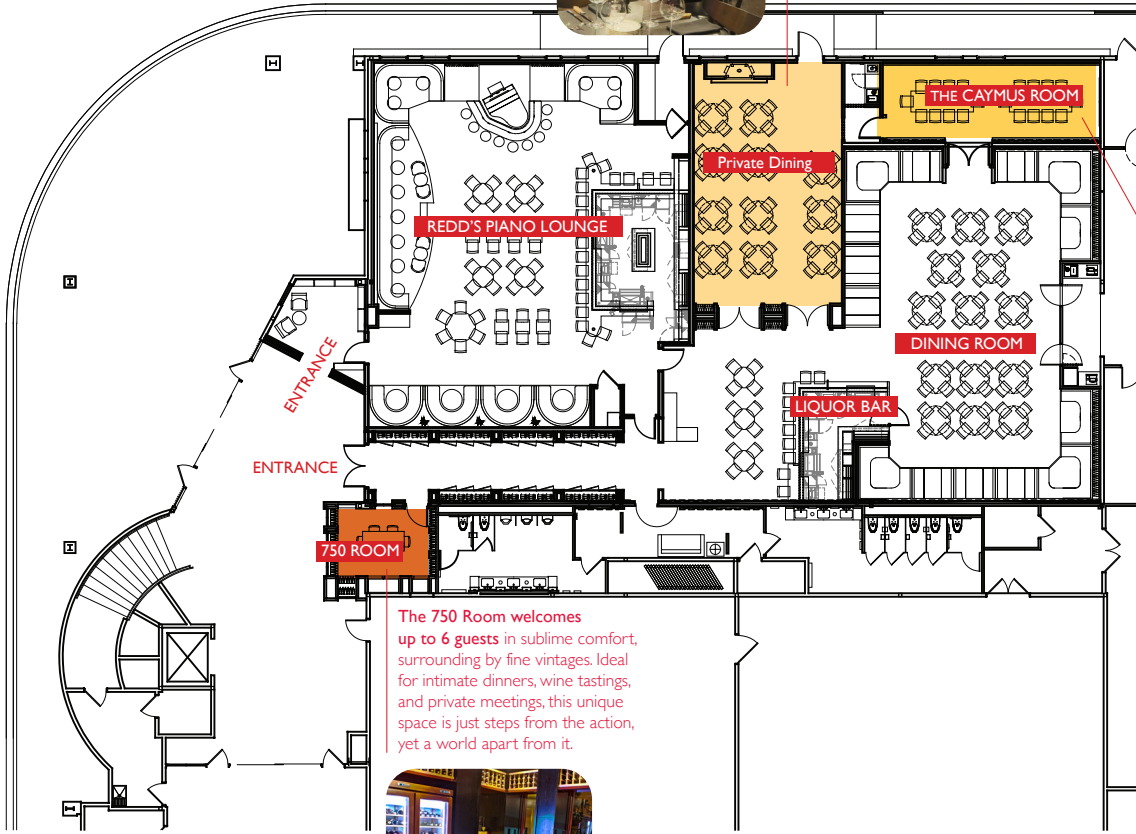 THE CAYMUS ROOM
Private Dining
REDD'S PIANO LOUNGE
DINING ROOM
ENTRANCE
LIQUOR BAR
ENTRANCE
750 ROOM
The 750 Room welcomes
up to 6 guests in sublime comfort,
surrounding by fine vintages. Ideal
for intimate dinners, wine tastings,
and private meetings, this unique
space is just steps from the action,
yet a world apart from it.